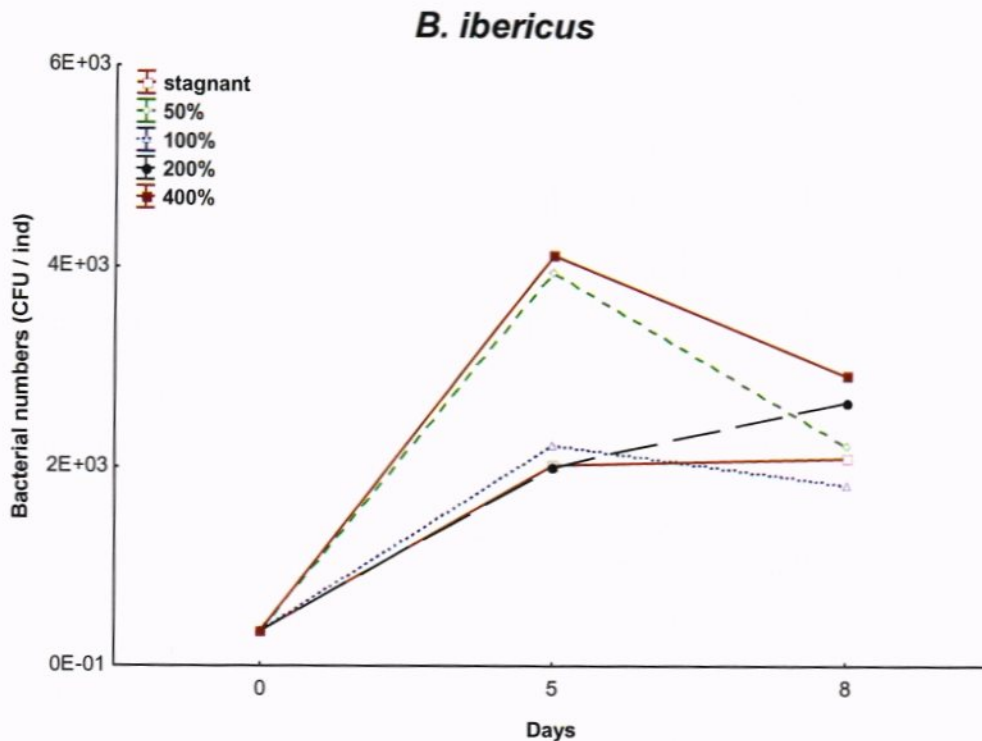 B. ibericus
6E+03
stagnant
50%
100%
200%
400%
4E+03
2E+03
0E-01
Bacterial numbers (CFU / ind)
0
5
8
Days